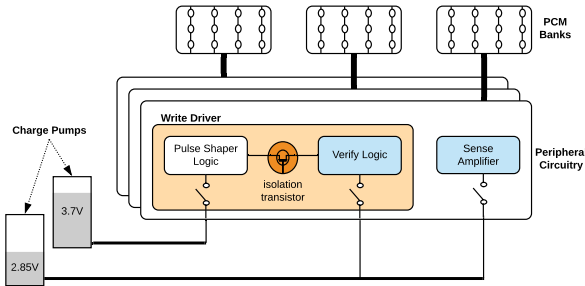 PCM
Banks
Write Driver
Charge Pumps
Pulse Shaper
Logic
Verify Logic
Sense
Amplifier
Periphera
Circuitry
isolation
transistor
3.7V
2.85V